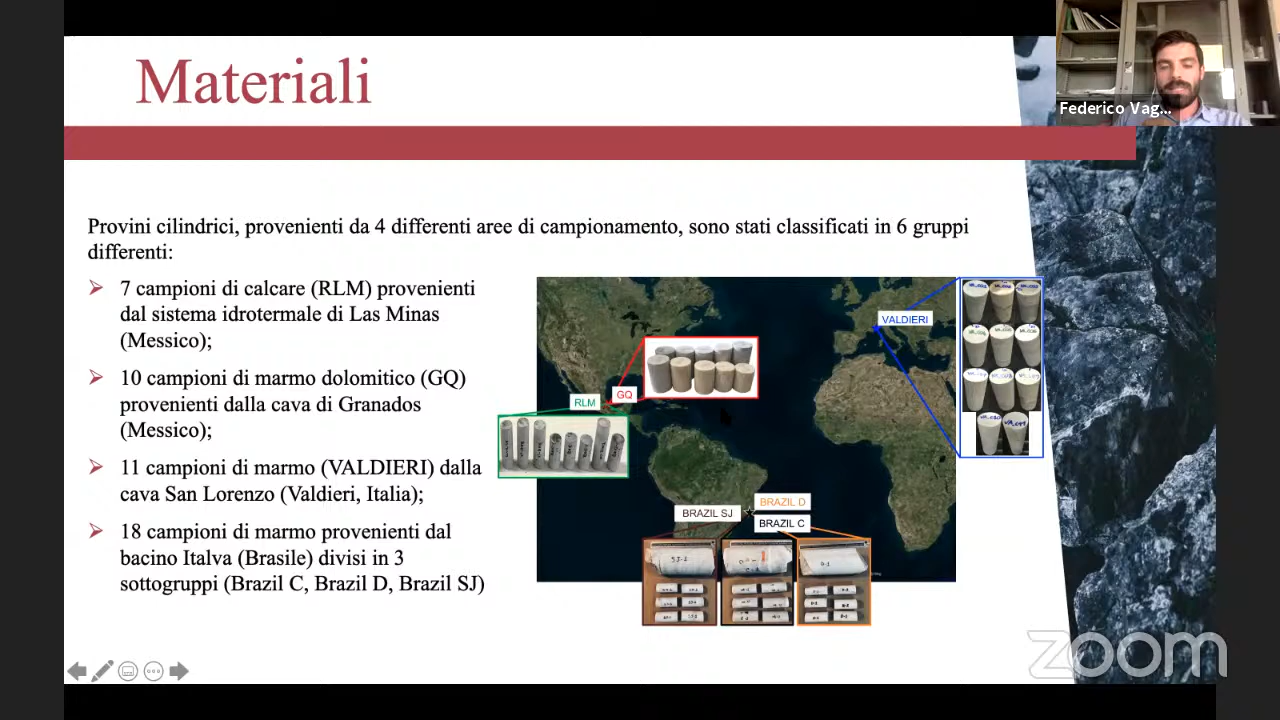 Materiali
Federico Vag...
Provini cilindrici, provenienti da 4 differenti aree di campionamento, sono stati classificati in 6 gruppi
differenti:
7 campioni di calcare (RLM) provenienti
dal sistema idrotermale di Las Minas
(Messico);
10 campioni di marmo dolomitico (GQ)
provenienti dalla cava di Granados
(Messico);
11 campioni di marmo (VALDIERI) dalla
cava San Lorenzo (Valdieri, Italia);
18 campioni di marmo provenienti dal
bacino Italva (Brasile) divisi in 3
sottogruppi (Brazil C, Brazil D, Brazil SJ)
VALDIERI
GQ
RLM
BRAZIL D
BRAZIL SJ
BRAZIL C
zoom